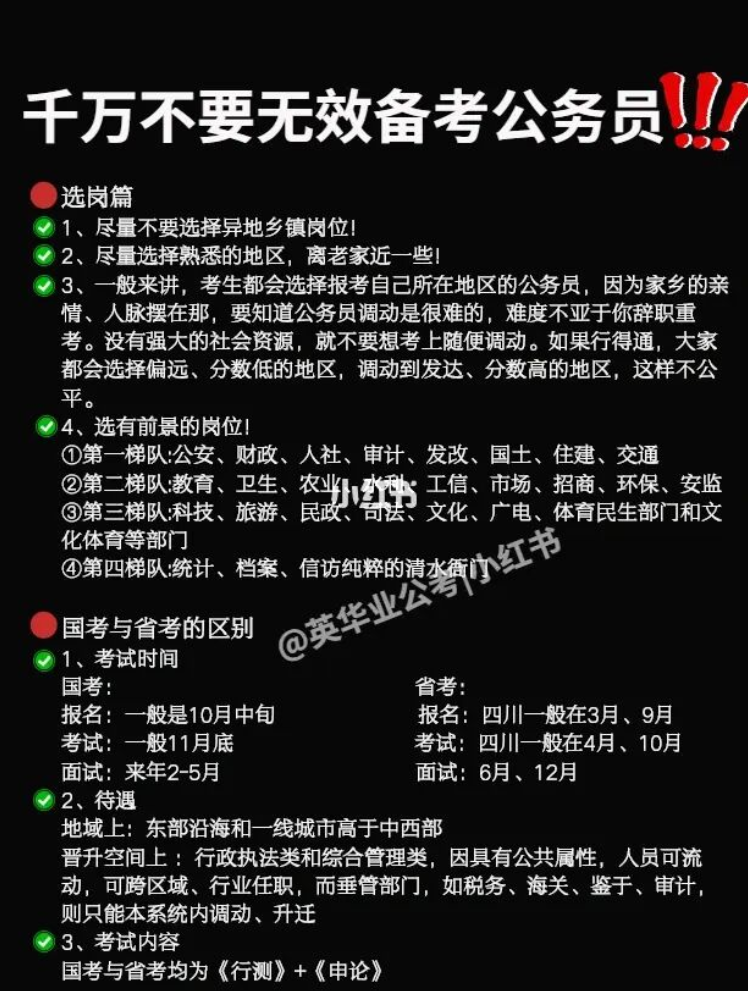 千万不要无效备考公务员!!!
选岗篇
1、尽量不要选择异地乡镇岗位!
2、尽量选择熟悉的地区，离老家近一些!
3、一般来讲，考生都会选择报考自己所在地区的公务员，因为家乡的亲
情、人脉摆在那，要知道公务员调动是很难的，难度不亚于你辞职重
考。没有强大的社会资源，就不要想考上随便调动。如果行得通，大家
都会选择偏远、分数低的地区，调动到发达、分数高的地区，这样不公
平。
4、选有前景的岗位!
①第一梯队:公安、财政、人社、审计、发改、国土、住建、交通
②第二梯队:教育、卫生、农业、水利、工信、市场、招商、环保、安监
小红书
③第三梯队:科技、旅游、民政、司法、文化、广电、体育民生部门和文
化体育等部门
④第四梯队:统计、档案、信访纯粹的清水衙门
@英华业公考|小红书
国考与省考的区别
1、考试时间
国考： 省考：
报名：一般是10月中旬 报名：四川一般在3月、9月
考试：一般11月底 考试：四川一般在4月、10月
面试：来年2-5月 面试：6月、12月
2、待遇
地域上：东部沿海和一线城市高于中西部
晋升空间上 ：行政执法类和综合管理类，因具有公共属性，人员可流
动，可跨区域、行业任职，而垂管部门，如税务、海关、鉴于、审计，
则只能本系统内调动、升迁
3、考试内容
国考与省考均为《行测》+《申论》